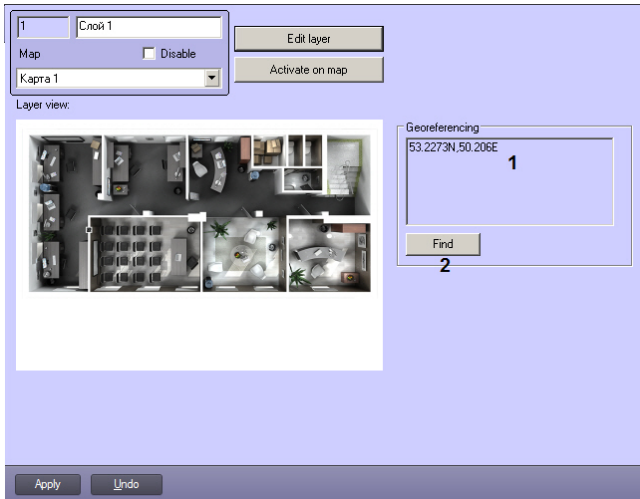 1 Слой 1
Edit layer
Map Disable
Activate on map
Карта 1
Layer view:
Georeferencing
53.2273N,50.206E
1
Find
2
Apply Undo